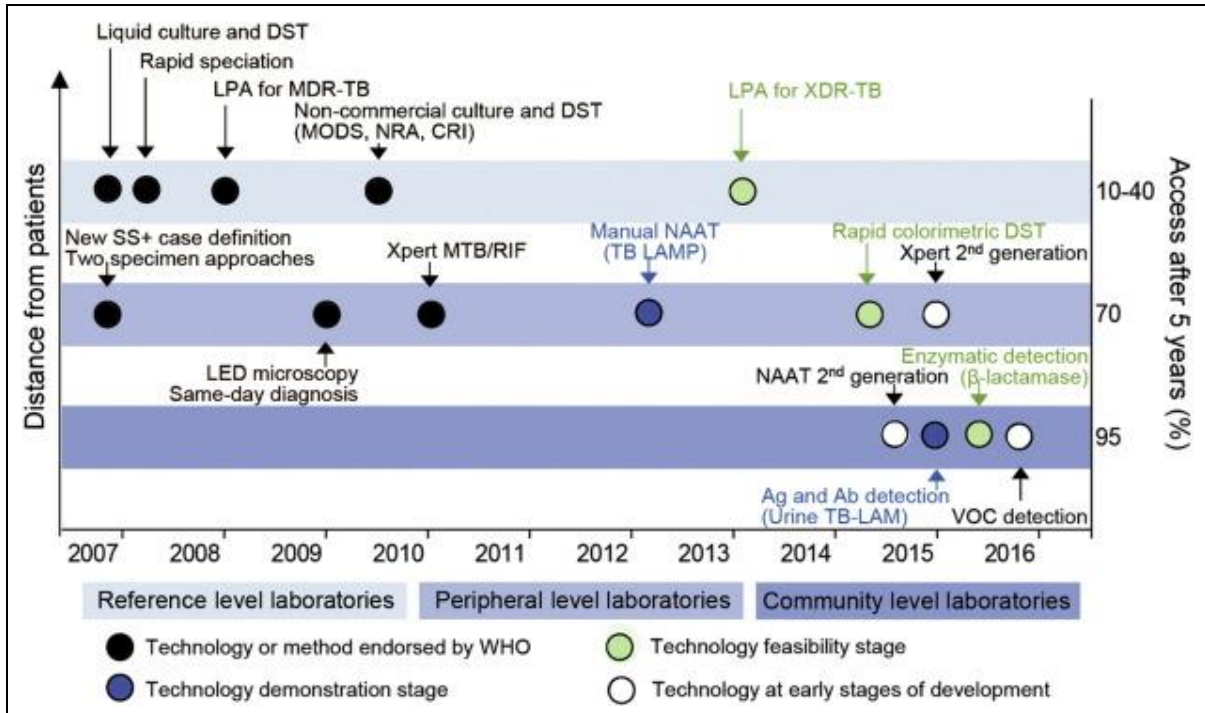 Liquid culture and DST
Rapid speciation
LPA for MDR-TB
Non-commercial culture and DST
(MODS, NRA, CRI)
LPA for XDR-TB
Distance from patients
Access after 5 years (%)
10-40
New SS+ case definition
Two specimen approaches
Xpert MTB/RIF
Manual NAAT
(TB LAMP)
Rapid colorimetric DST
Xpert 2nd generation
70
LED microscopy
Same-day diagnosis
Enzymatic detection
(β-lactamase)
NAAT 2nd generation
95
Ag and Ab detection
(Urine TB-LAM)
VOC detection
2007 2008 2009 2010 2011 2012 2013 2014 2015 2016
Reference level laboratories
Peripheral level laboratories
Community level laboratories
Technology or method endorsed by WHO
Technology feasibility stage
Technology demonstration stage
Technology at early stages of development